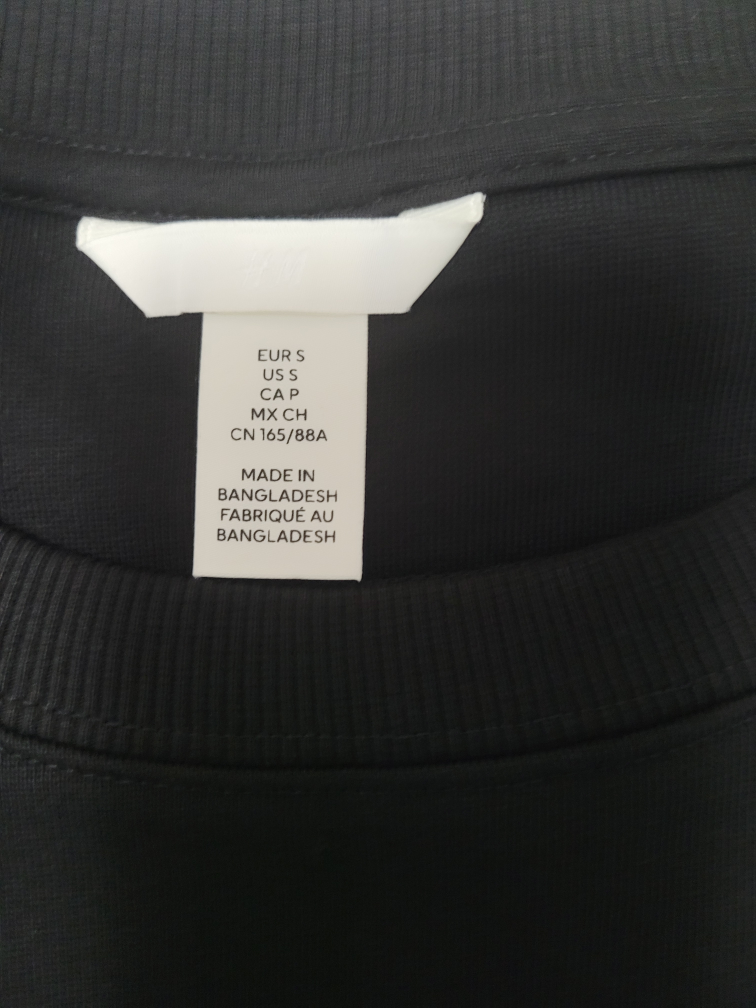 H&M
EUR S
US S
CA P
MX CH
CN 165/88A
MADE IN
BANGLADESH
FABRIQUÉ AU
BANGLADESH